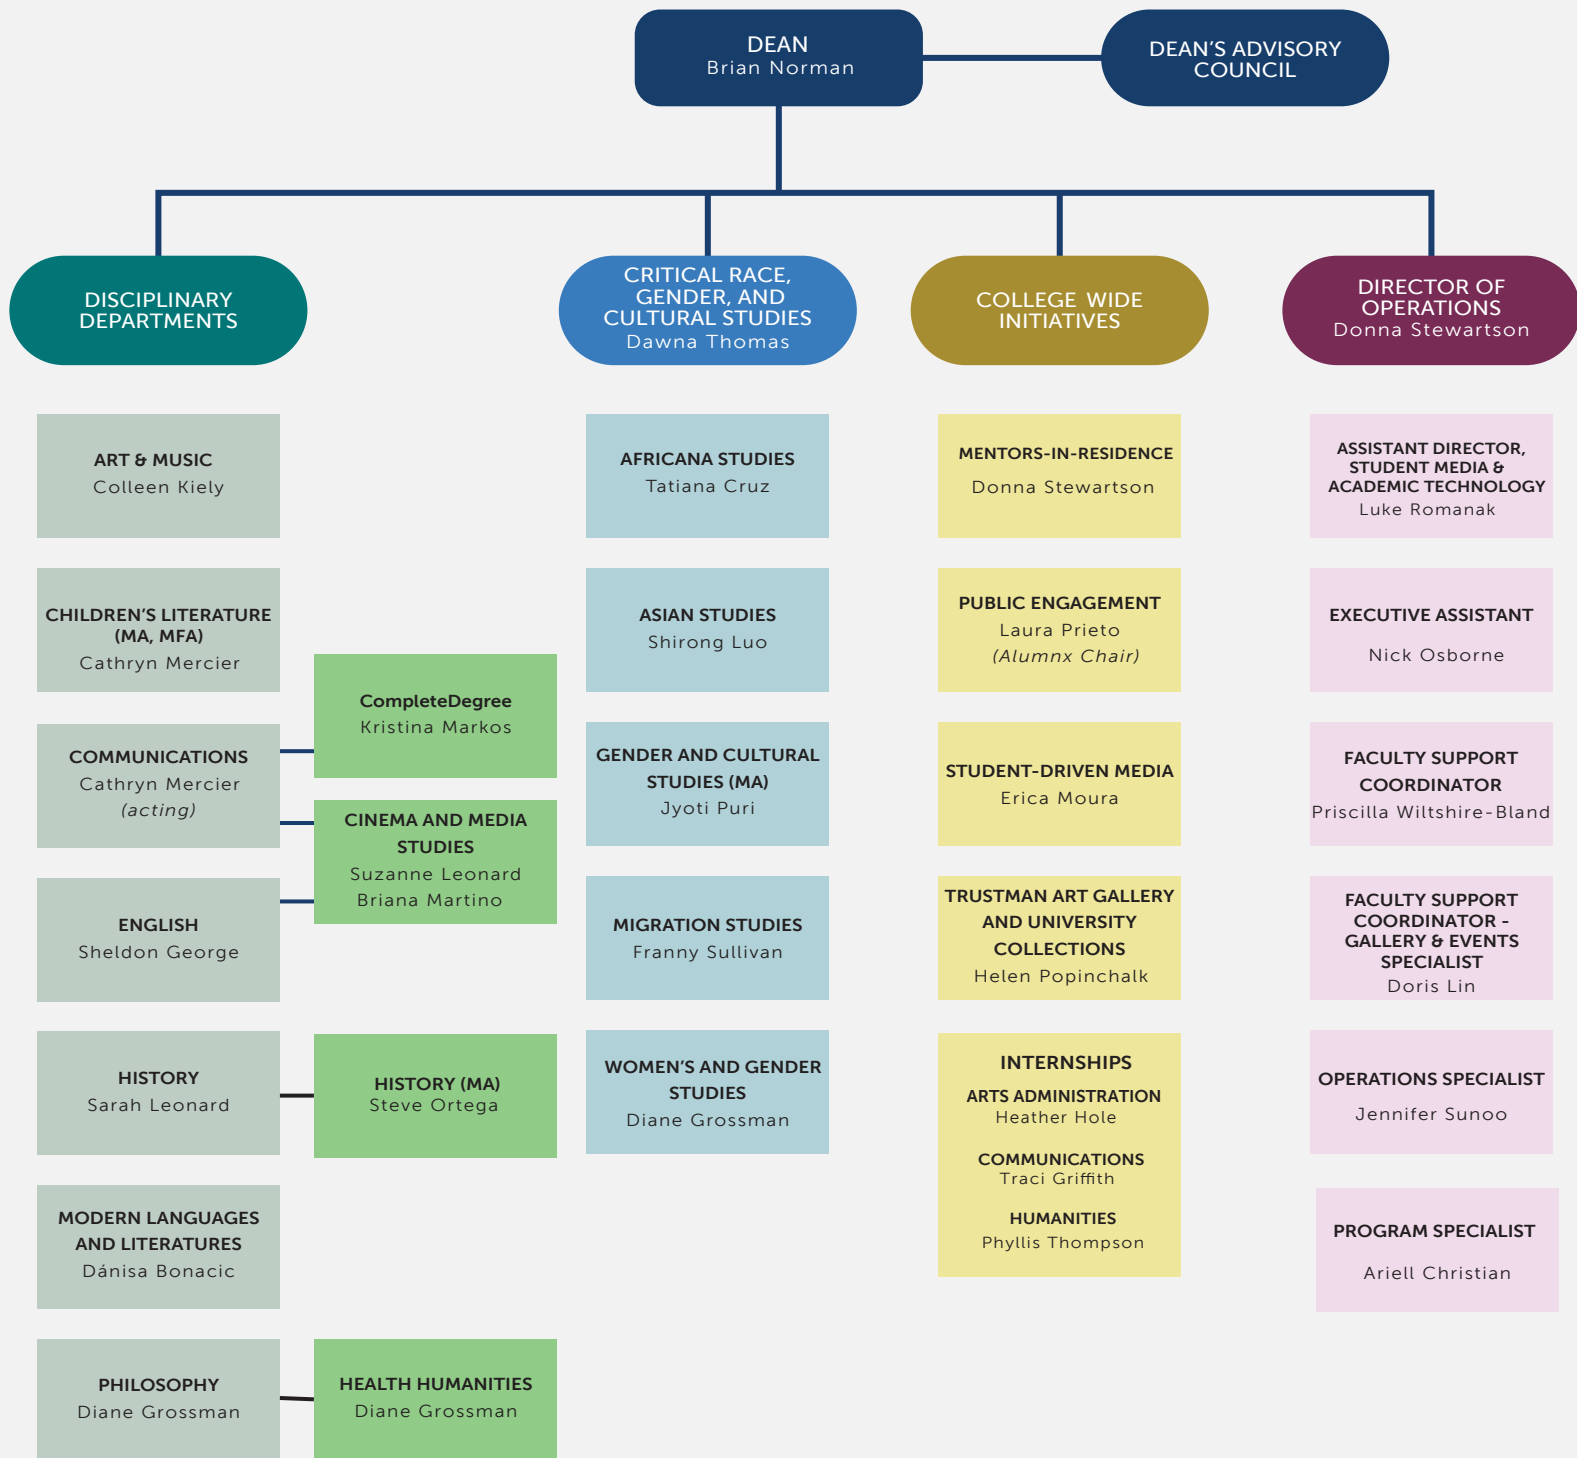 DEAN
Brian Norman
DEAN'S ADVISORY
COUNCIL
DISCIPLINARY
DEPARTMENTS
CRITICAL RACE,
GENDER, AND
CULTURAL STUDIES
Dawna Thomas
COLLEGE WIDE
INITIATIVES
DIRECTOR OF
OPERATIONS
Donna Stewartson
ART & MUSIC
Colleen Kiely
CHILDREN'S LITERATURE
(MA, MFA)
Cathryn Mercier
COMMUNICATIONS
Cathryn Mercier
(acting)
ENGLISH
Sheldon George
HISTORY
Sarah Leonard
MODERN LANGUAGES
AND LITERATURES
Dánisa Bonacic
PHILOSOPHY
Diane Grossman
CompleteDegree
Kristina Markos
CINEMA AND MEDIA
STUDIES
Suzanne Leonard
Briana Martino
HISTORY (MA)
Steve Ortega
HEALTH HUMANITIES
Diane Grossman
AFRICANA STUDIES
Tatiana Cruz
ASIAN STUDIES
Shirong Luo
GENDER AND CULTURAL
STUDIES (MA)
Jyoti Puri
MIGRATION STUDIES
Franny Sullivan
WOMEN'S AND GENDER
STUDIES
Diane Grossman
MENTORS-IN-RESIDENCE
Donna Stewartson
PUBLIC ENGAGEMENT
Laura Prieto
(Alumnx Chair)
STUDENT-DRIVEN MEDIA
Erica Moura
TRUSTMAN ART GALLERY
AND UNIVERSITY
COLLECTIONS
Helen Popinchalk
INTERNSHIPS
ARTS ADMINISTRATION
Heather Hole
COMMUNICATIONS
Traci Griffith
HUMANITIES
Phyllis Thompson
ASSISTANT DIRECTOR,
STUDENT MEDIA &
ACADEMIC TECHNOLOGY
Luke Romanak
EXECUTIVE ASSISTANT
Nick Osborne
FACULTY SUPPORT
COORDINATOR
Priscilla Wiltshire-Bland
FACULTY SUPPORT
COORDINATOR -
GALLERY & EVENTS
SPECIALIST
Doris Lin
OPERATIONS SPECIALIST
Jennifer Sunoo
PROGRAM SPECIALIST
Ariell Christian